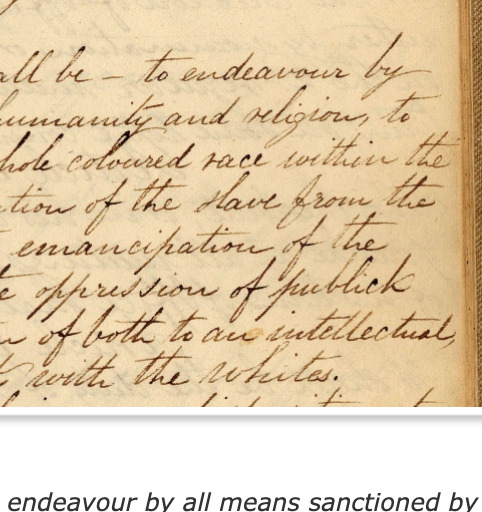 all be – to endeavour by
humanity and religion, to
hole coloured race within the
tion of the slave from the
emancipation of the
e oppression of publick
n of both to an intellectual,
with the whites.
endeavour by all means sanctioned by